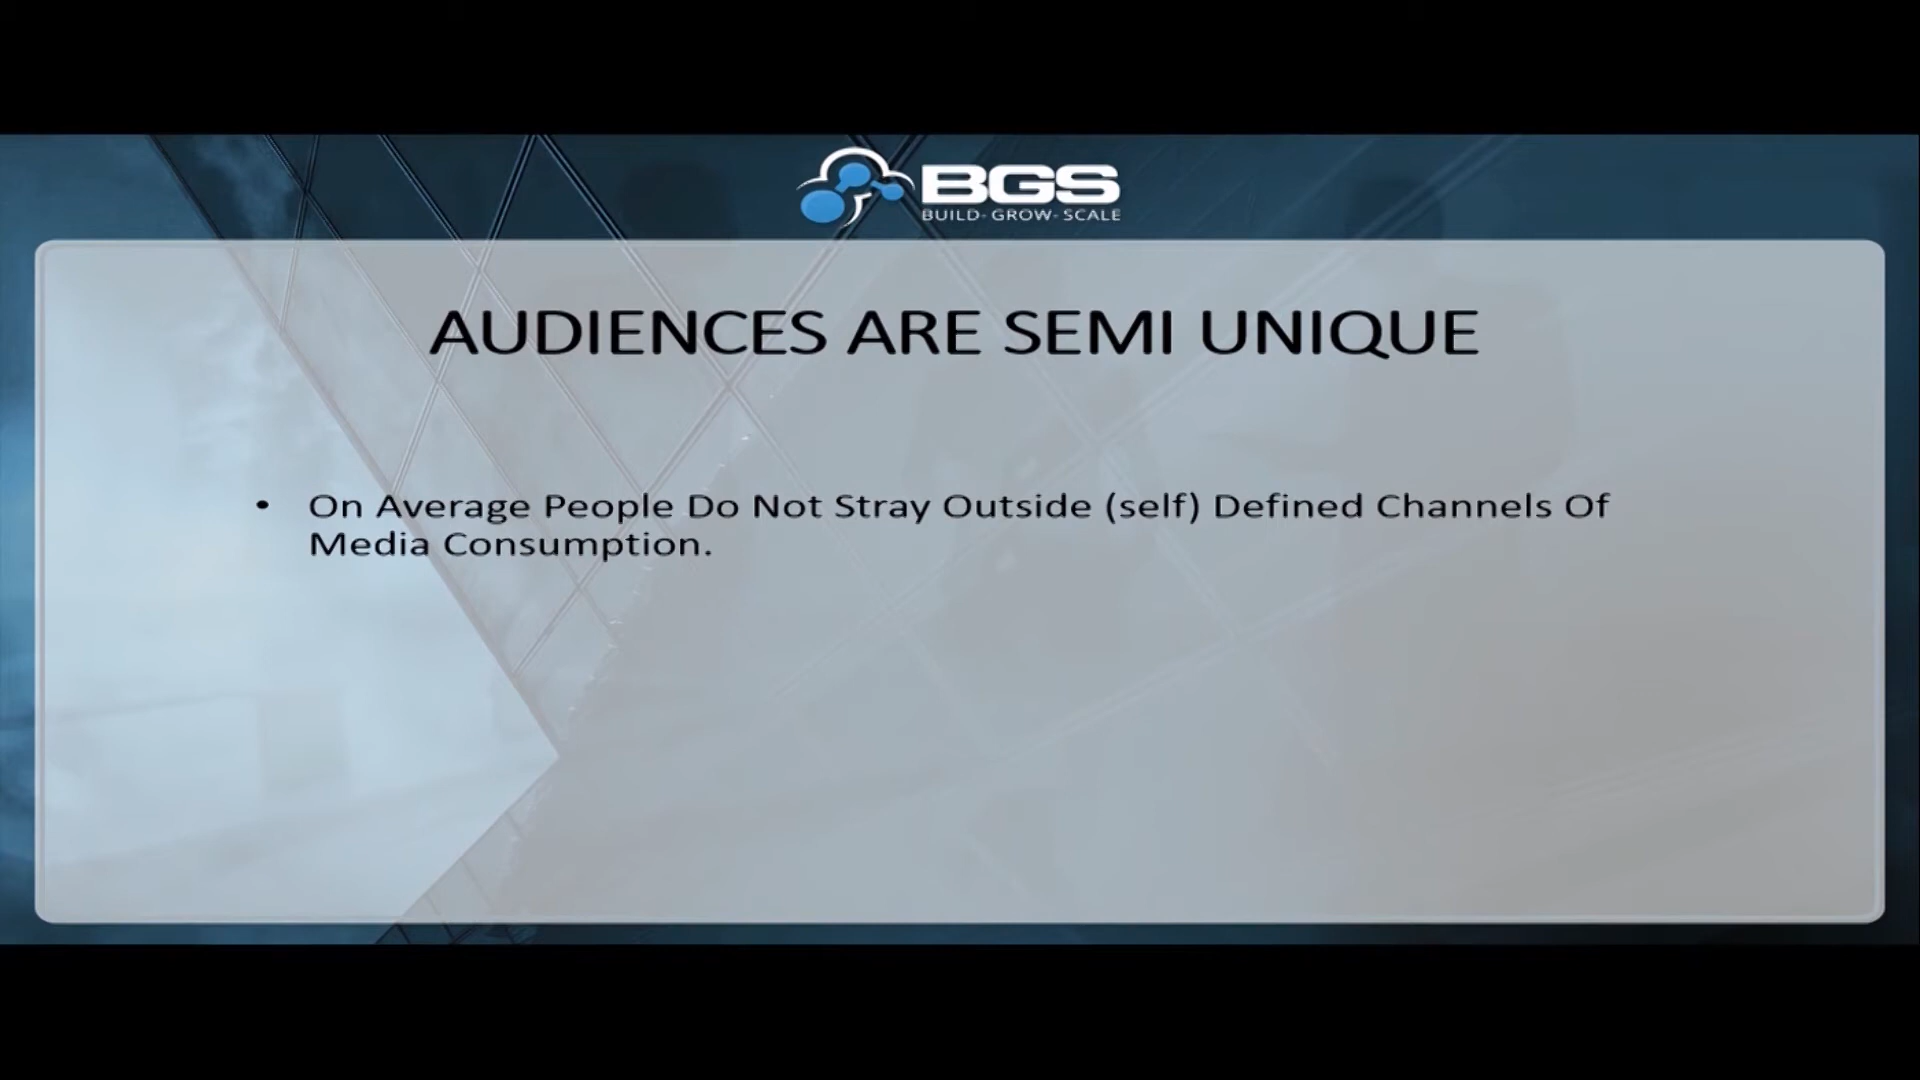 BGS
BUILD- GROW- SCALE
AUDIENCES ARE SEMI UNIQUE
• On Average People Do Not Stray Outside (self) Defined Channels Of
Media Consumption.